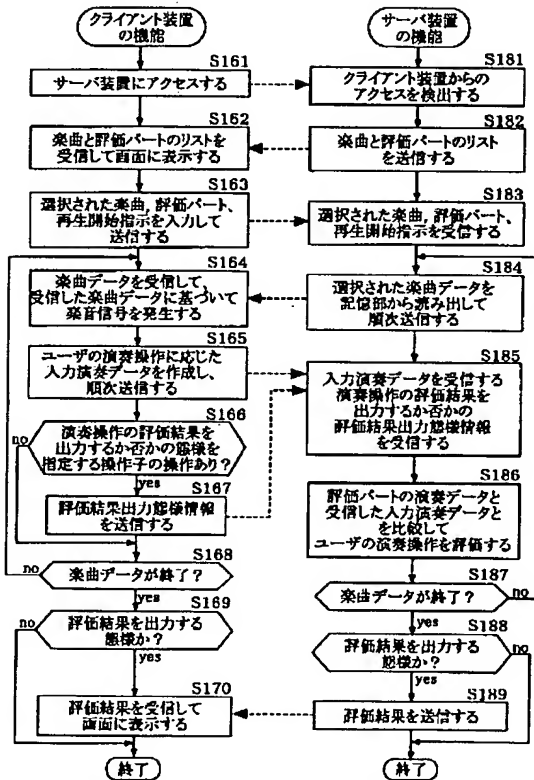 クライアント装置
の機能
S161
サーバ装置にアクセスする
S162
楽曲と評価パートのリストを
受信して画面に表示する
S163
選択された楽曲,評価パート、
再生開始指示を入力して
送信する
S164
楽曲データを受信して、
受信した楽曲データに基づいて
楽音信号を発生する
S165
ユーザの演奏操作に応じた
入力演奏データを作成し、
順次送信する
S166
演奏操作の評価結果を
出力するか否かの態様を
指定する操作子の操作あり?
no
yes
S167
評価結果出力態様情報
を送信する
S168
楽曲データが終了?
no
yes
S169
評価結果を出力する
態様か?
no
yes
S170
評価結果を受信して
画面に表示する
終了
サーバ装置
の機能
S181
クライアント装置からの
アクセスを検出する
S182
楽曲と評価パートのリスト
を送信する
S183
選択された楽曲,評価パート、
再生開始指示を受信する
S184
選択された楽曲データを
記憶部から読み出して
順次送信する
S185
入力演奏データを受信する
演奏操作の評価結果を
出力するか否かの
評価結果出力態様情報
を受信する
S186
評価パートの演奏データと
受信した入力演奏データと
を比較して
ユーザの演奏操作を評価する
S187
楽曲データが終了?
no
yes
S188
評価結果を出力する
態様か?
no
yes
S189
評価結果を送信する
終了